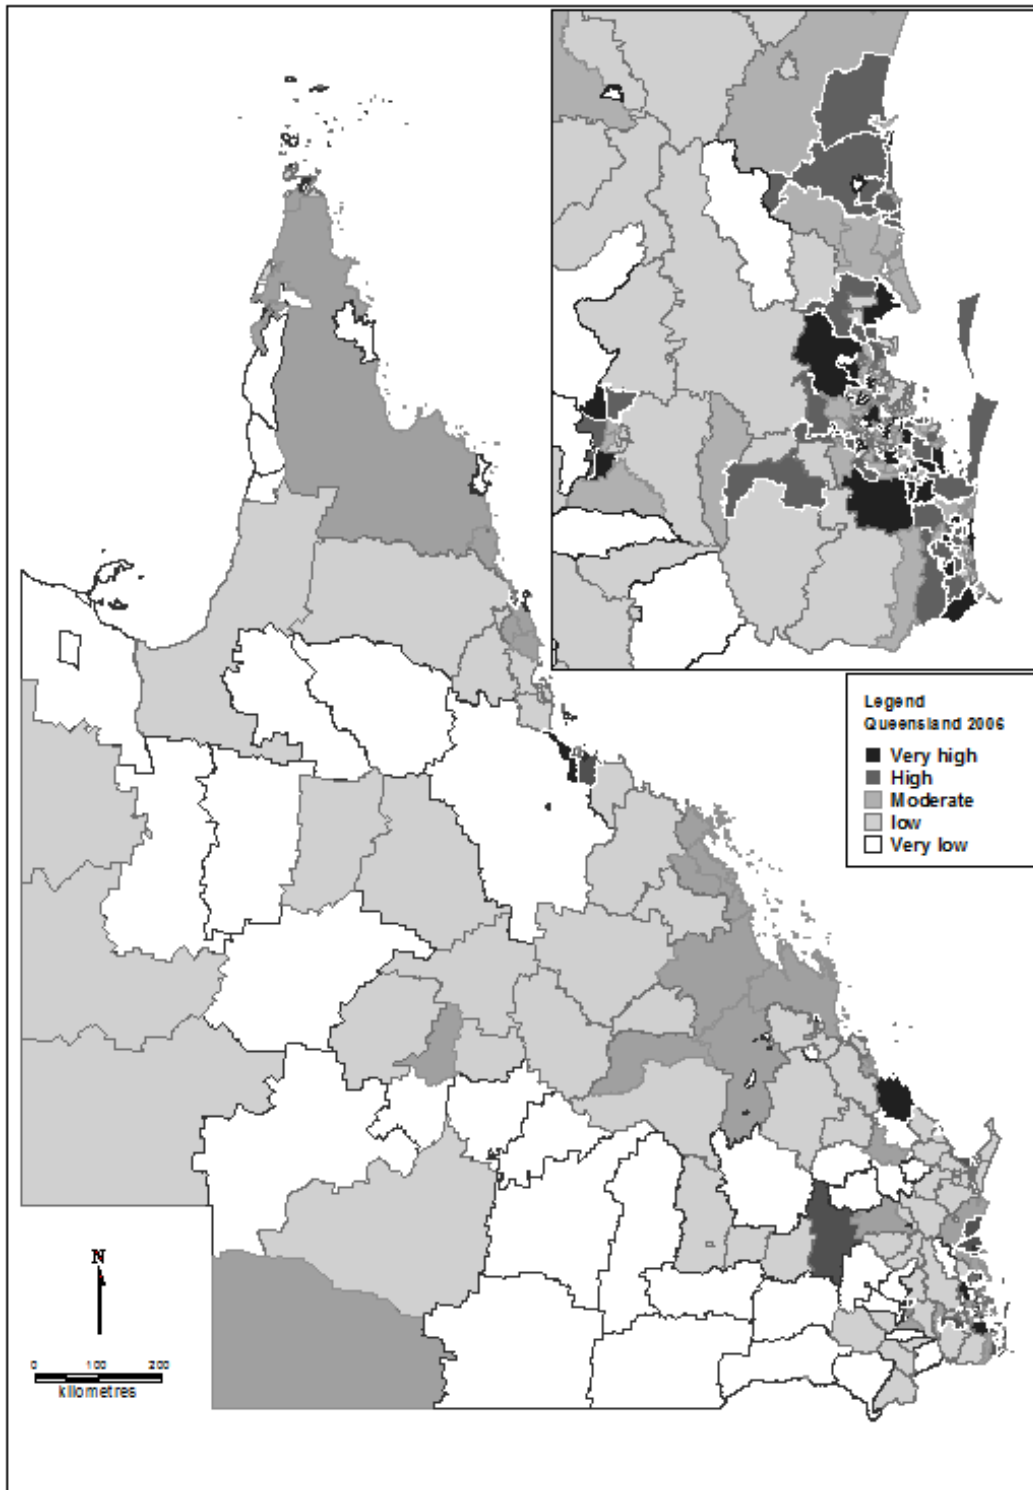 Legend
Queensland 2006
Very high
High
Moderate
low
Very low
N
0 100 200
kilometres